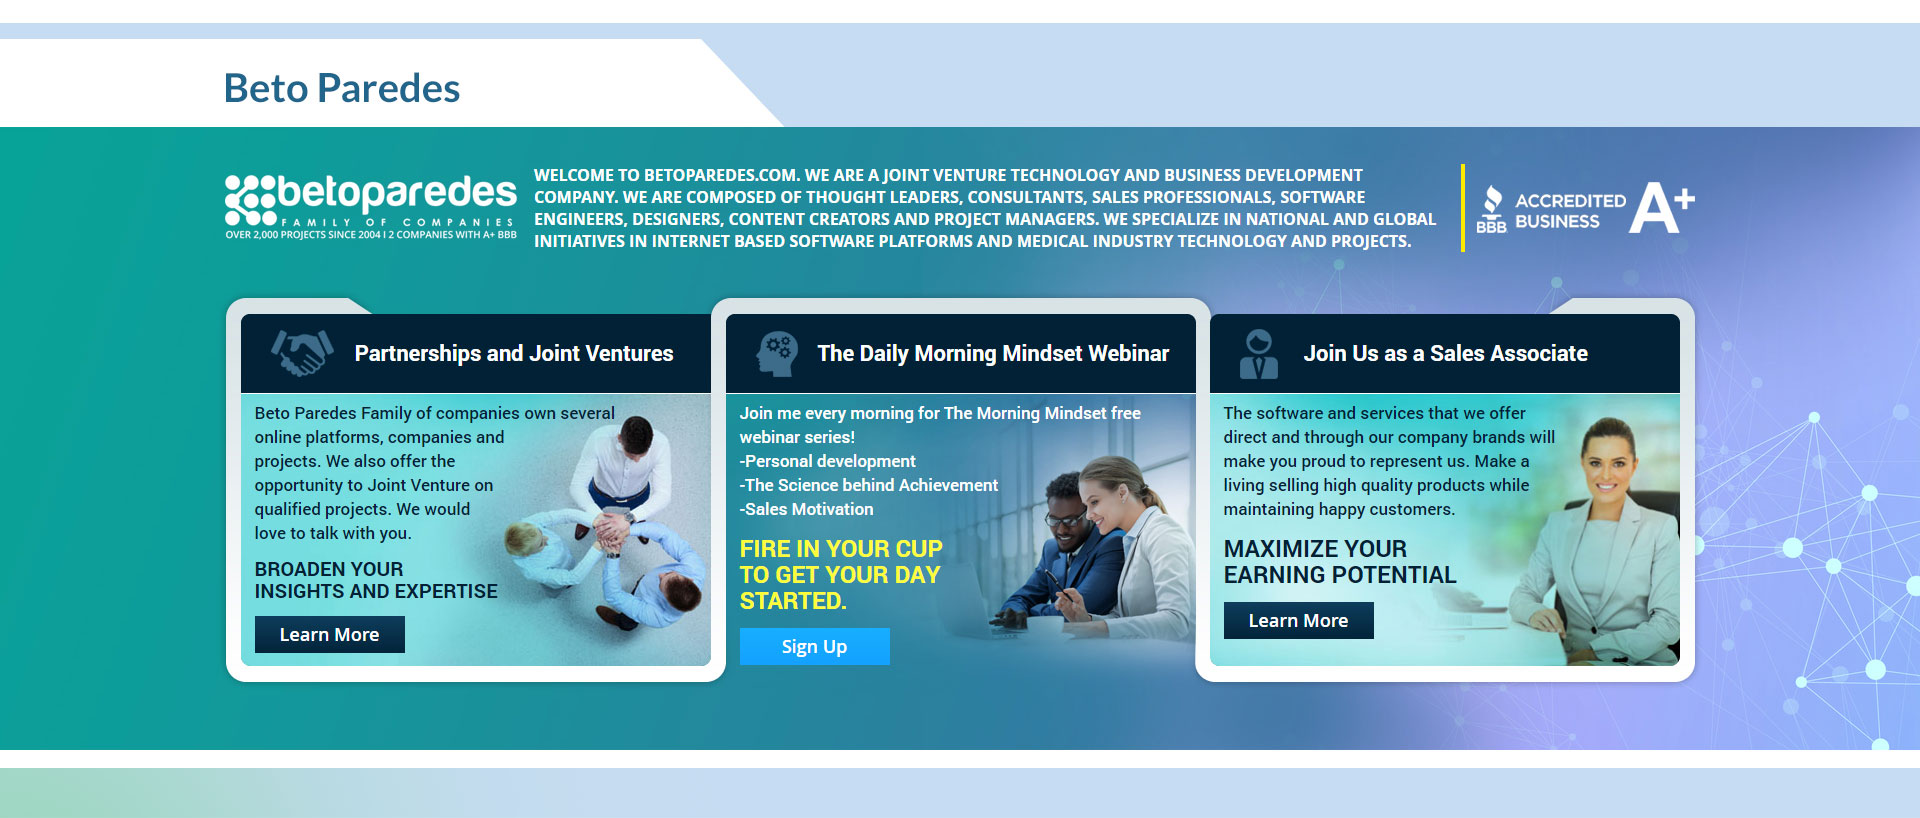 Beto Paredes
betoparedes
FAMILY OF COMPANIES
OVER 2,000 PROJECTS SINCE 2004 I 2 COMPANIES WITH A+ BBB
WELCOME TO BETOPAREDES.COM. WE ARE A JOINT VENTURE TECHNOLOGY AND BUSINESS DEVELOPMENT
COMPANY. WE ARE COMPOSED OF THOUGHT LEADERS, CONSULTANTS, SALES PROFESSIONALS, SOFTWARE
ENGINEERS, DESIGNERS, CONTENT CREATORS AND PROJECT MANAGERS. WE SPECIALIZE IN NATIONAL AND GLOBAL
INITIATIVES IN INTERNET BASED SOFTWARE PLATFORMS AND MEDICAL INDUSTRY TECHNOLOGY AND PROJECTS.
BBB
ACCREDITED
BUSINESS
A+
Partnerships and Joint Ventures
Beto Paredes Family of companies own several
online platforms, companies and
projects. We also offer the
opportunity to Joint Venture on
qualified projects. We would
love to talk with you.
BROADEN YOUR
INSIGHTS AND EXPERTISE
Learn More
The Daily Morning Mindset Webinar
Join me every morning for The Morning Mindset free
webinar series!
-Personal development
-The Science behind Achievement
-Sales Motivation
FIRE IN YOUR CUP
TO GET YOUR DAY
STARTED.
Sign Up
Join Us as a Sales Associate
The software and services that we offer
direct and through our company brands will
make you proud to represent us. Make a
living selling high quality products while
maintaining happy customers.
MAXIMIZE YOUR
EARNING POTENTIAL
Learn More